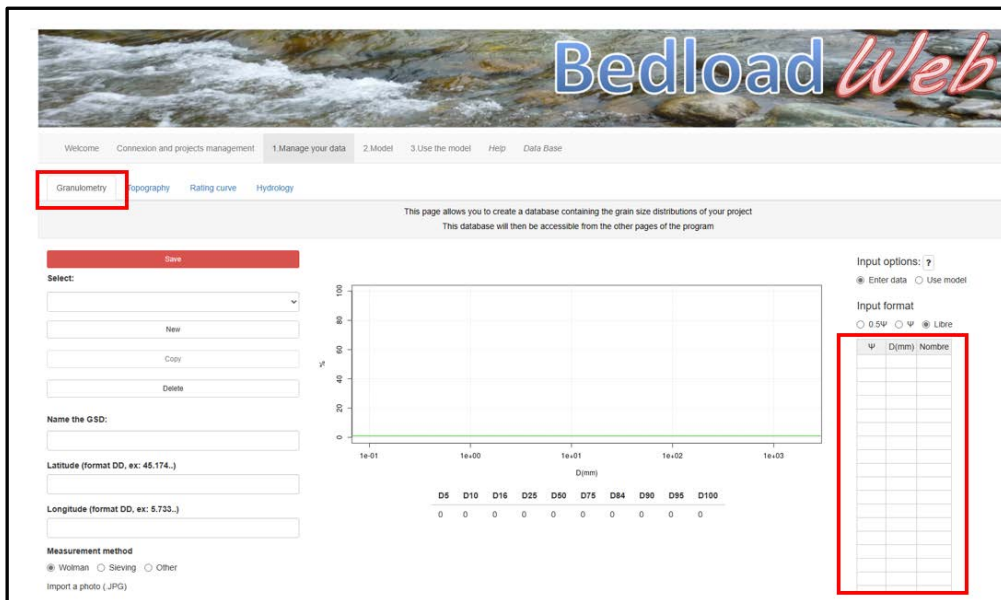 Bedload Web
Welcome Connexion and projects management 1.Manage your data 2.Model 3.Use the model Help Data Base
Granulometry Topography Rating curve Hydrology
This page allows you to create a database containing the grain size distributions of your project
This database will then be accessible from the other pages of the program
Save
Select:
New
Copy
Delete
Name the GSD:
Latitude (format DD, ex: 45.174..)
Longitude (format DD, ex: 5.733..)
Measurement method
Wolman Sieving Other
Import a photo (.JPG)
%
100
80
60
40
20
0
1e-01 1e+00 1e+01 1e+02 1e+03
D(mm)
D5 D10 D16 D25 D50 D75 D84 D90 D95 D100
0 0 0 0 0 0 0 0 0 0
Input options: ?
Enter data Use model
Input format
0.5Ψ Ψ Libre
Ψ D(mm) Nombre